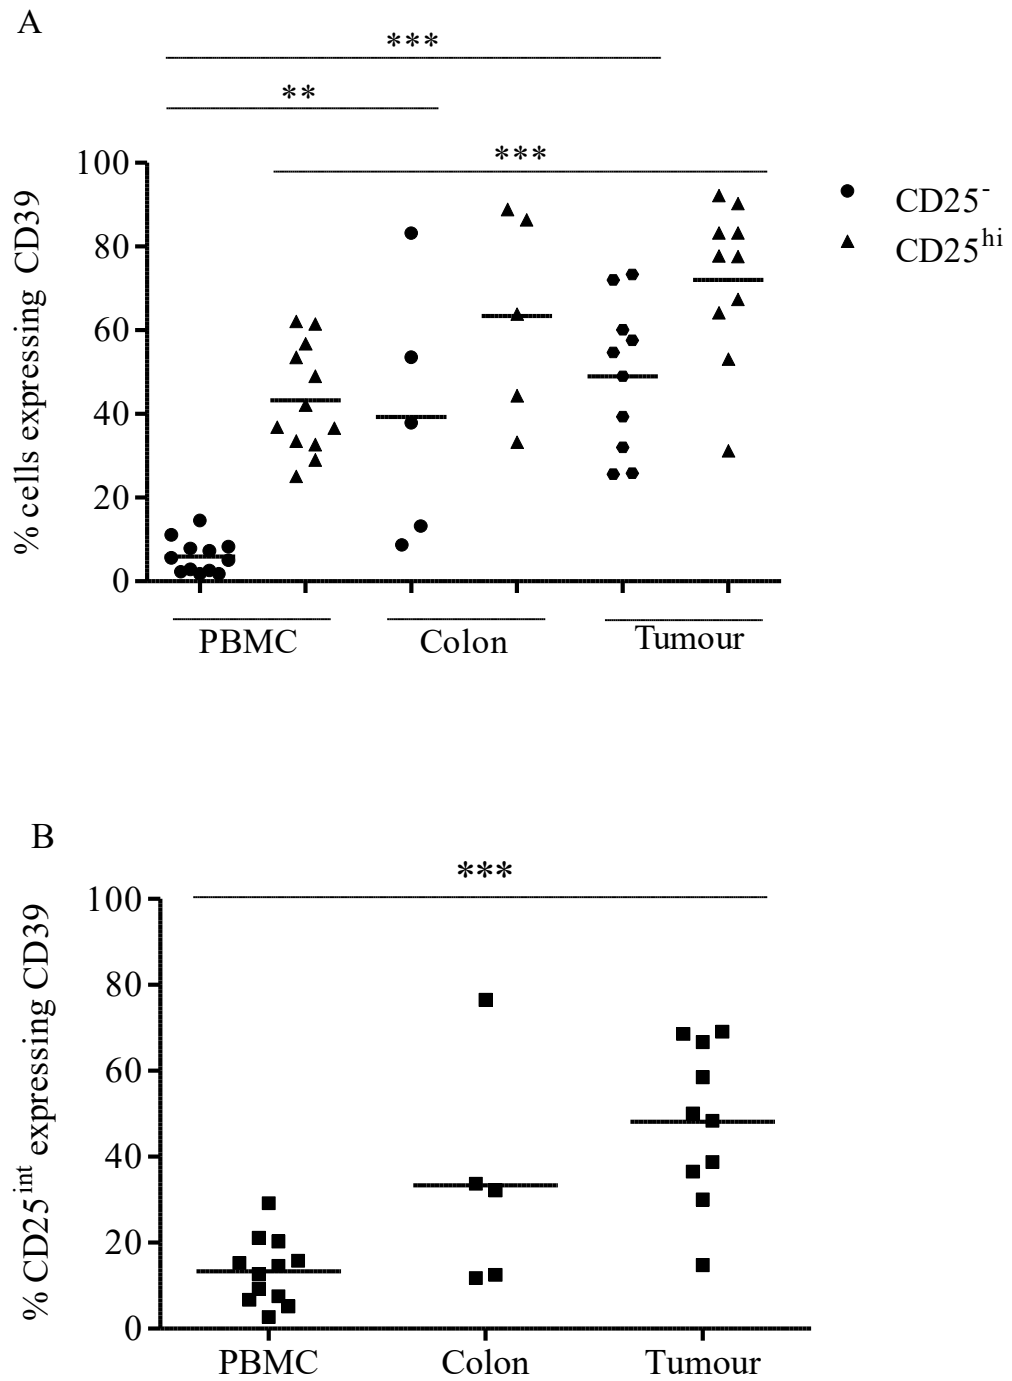 A
***
**
***
100
80
60
40
20
0
% cells expressing CD39
CD25⁻
CD25ʰⁱ
PBMC Colon Tumour
B
***
100
80
60
40
20
0
% CD25ⁱⁿᵗ expressing CD39
PBMC Colon Tumour